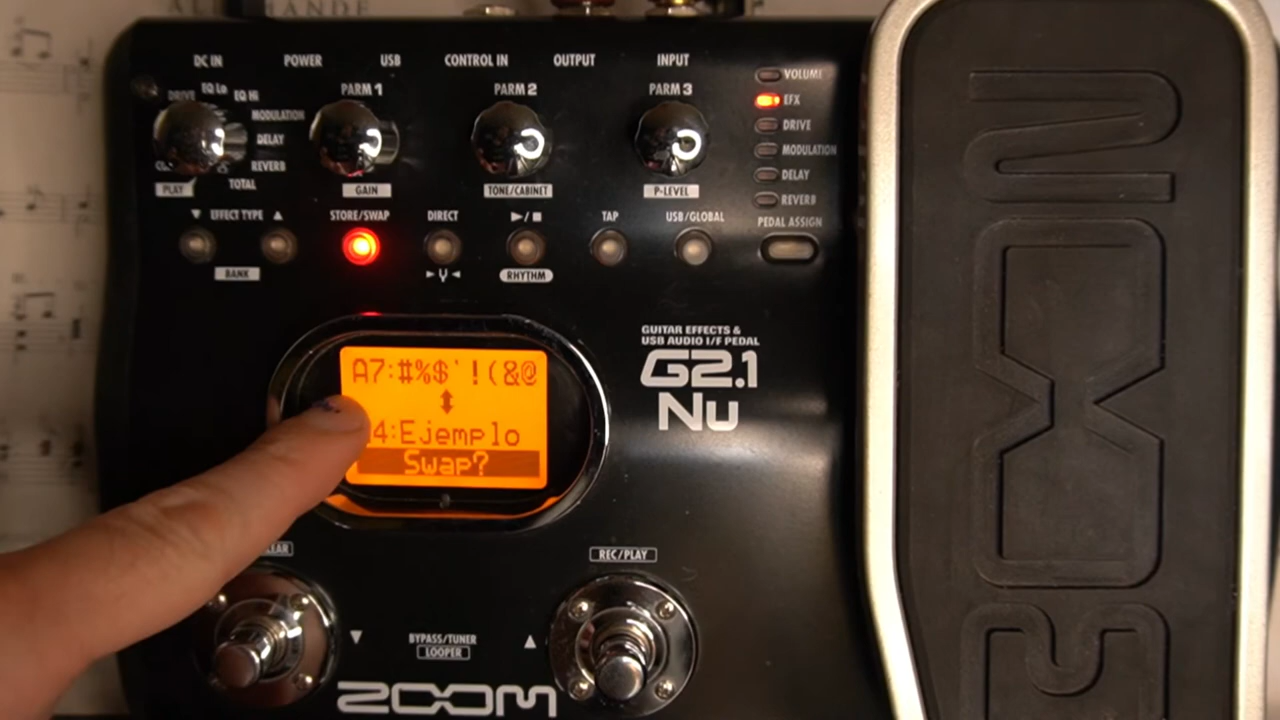 ALLEMANDE
DC IN POWER USB CONTROL IN OUTPUT INPUT
DRIVE EQ Lo EQ Hi
MODULATION
DELAY
REVERB
TOTAL
PLAY
PARM 1 PARM 2 PARM 3
GAIN TONE/CABINET P-LEVEL
VOLUME
EFX
DRIVE
MODULATION
DELAY
REVERB
PEDAL ASSIGN
▼ EFFECT TYPE ▲ STORE/SWAP DIRECT ►/■ TAP USB/GLOBAL
BANK RHYTHM
GUITAR EFFECTS &
USB AUDIO I/F PEDAL
G2.1
Nu
A7:#%$'!(&@
4:Ejemplo
Swap?
REC/PLAY
▼ BYPASS/TUNER ▲
LOOPER
ZOOM
ZOOM